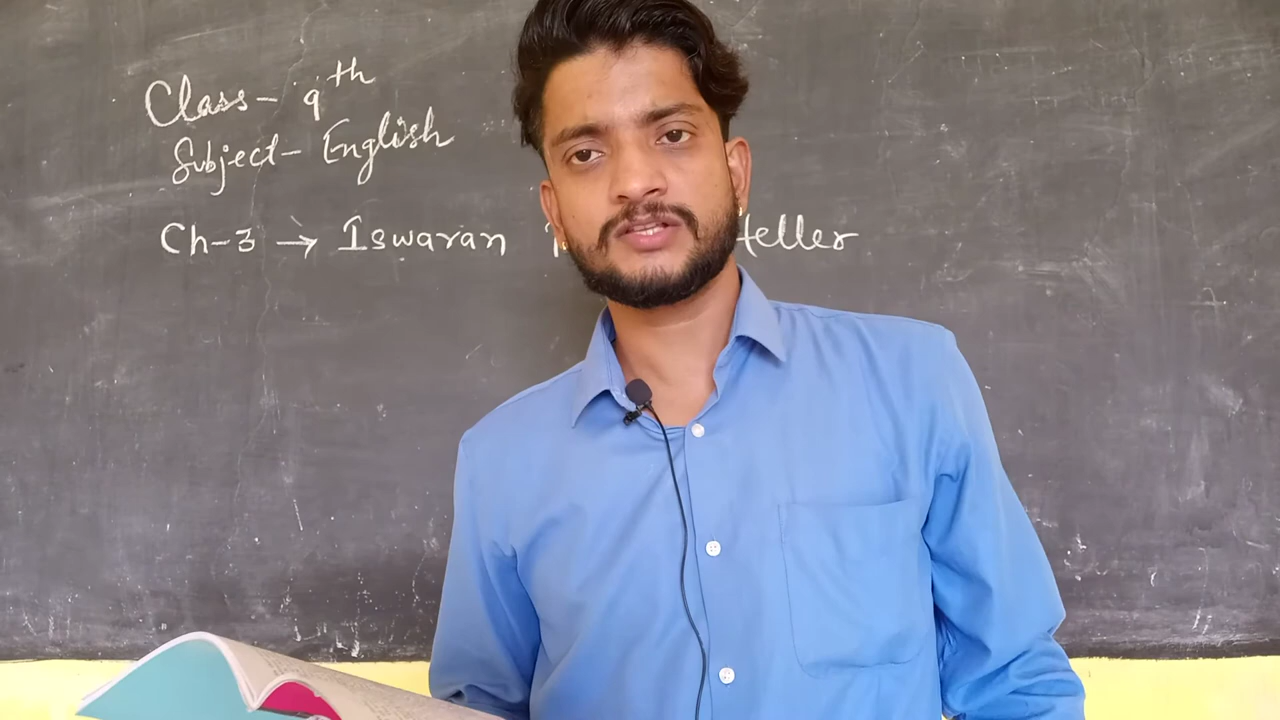 Class- 9th
Subject- English
Ch-3 → Iswaran teller